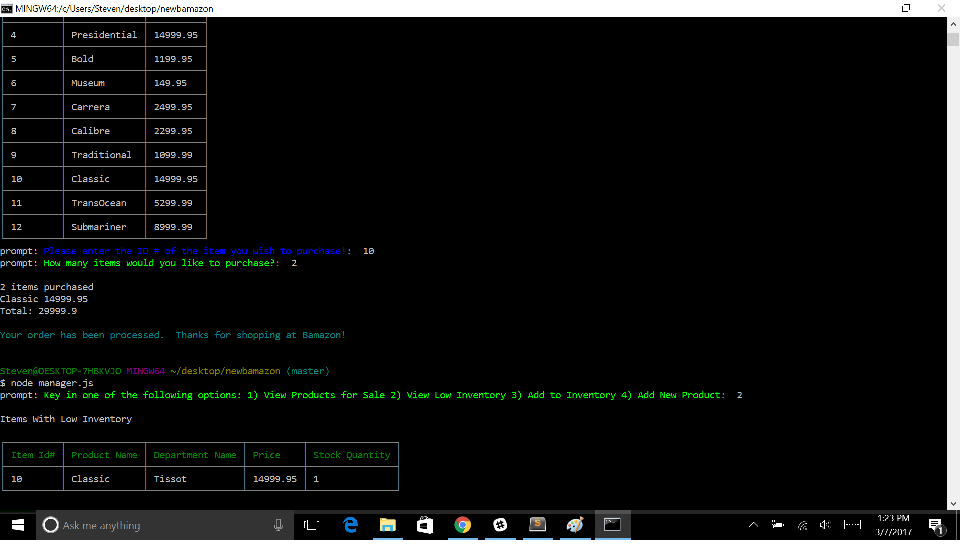 MINGW64:/c/Users/Steven/desktop/newbamazon
4 Presidential 14999.95
5 Bold 1199.95
6 Museum 149.95
7 Carrera 2499.95
8 Calibre 2299.95
9 Traditional 1099.99
10 Classic 14999.95
11 TransOcean 5299.99
12 Submariner 8999.99
prompt: Please enter the ID # of the item you wish to purchase!: 10
prompt: How many items would you like to purchase?: 2
2 items purchased
Classic 14999.95
Total: 29999.9
Your order has been processed. Thanks for shopping at Bamazon!
Steven@DESKTOP-7HBKVJO MINGW64 ~/desktop/newbamazon (master)
$ node manager.js
prompt: Key in one of the following options: 1) View Products for Sale 2) View Low Inventory 3) Add to Inventory 4) Add New Product: 2
Items With Low Inventory
Item Id# Product Name Department Name Price Stock Quantity
10 Classic Tissot 14999.95 1
Ask me anything
1:23 PM
3/7/2017
1